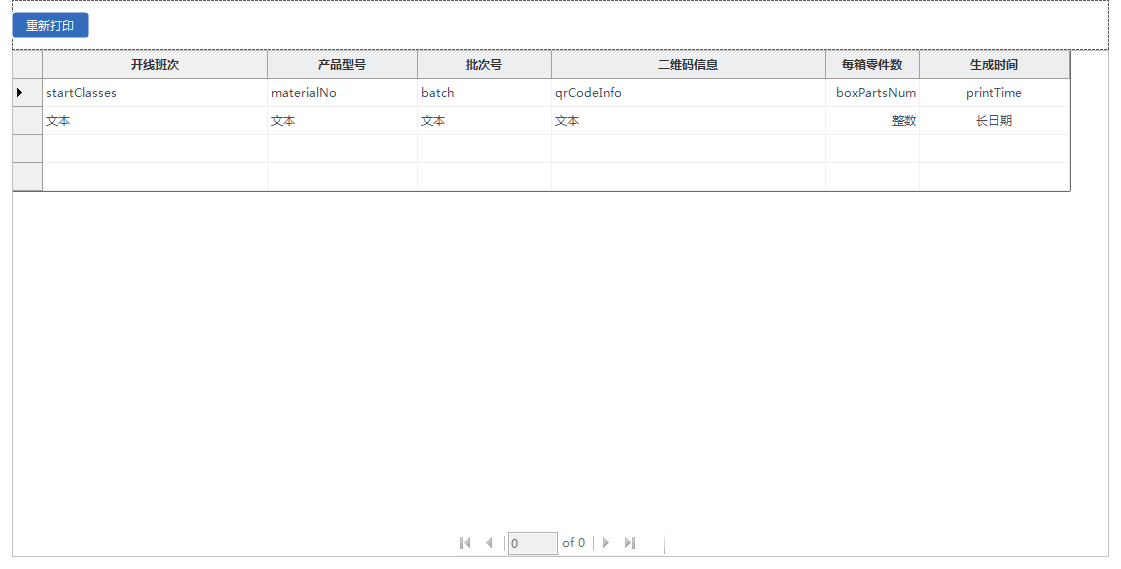 重新打印
开线班次 产品型号 批次号 二维码信息 每箱零件数 生成时间
startClasses materialNo batch qrCodeInfo boxPartsNum printTime
文本 文本 文本 文本 整数 长日期
0 of 0